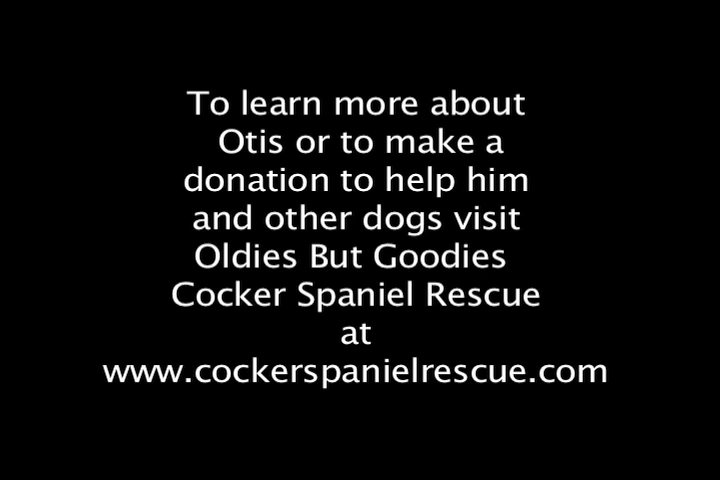 To learn more about
Otis or to make a
donation to help him
and other dogs visit
Oldies But Goodies
Cocker Spaniel Rescue
at
www.cockerspanielrescue.com